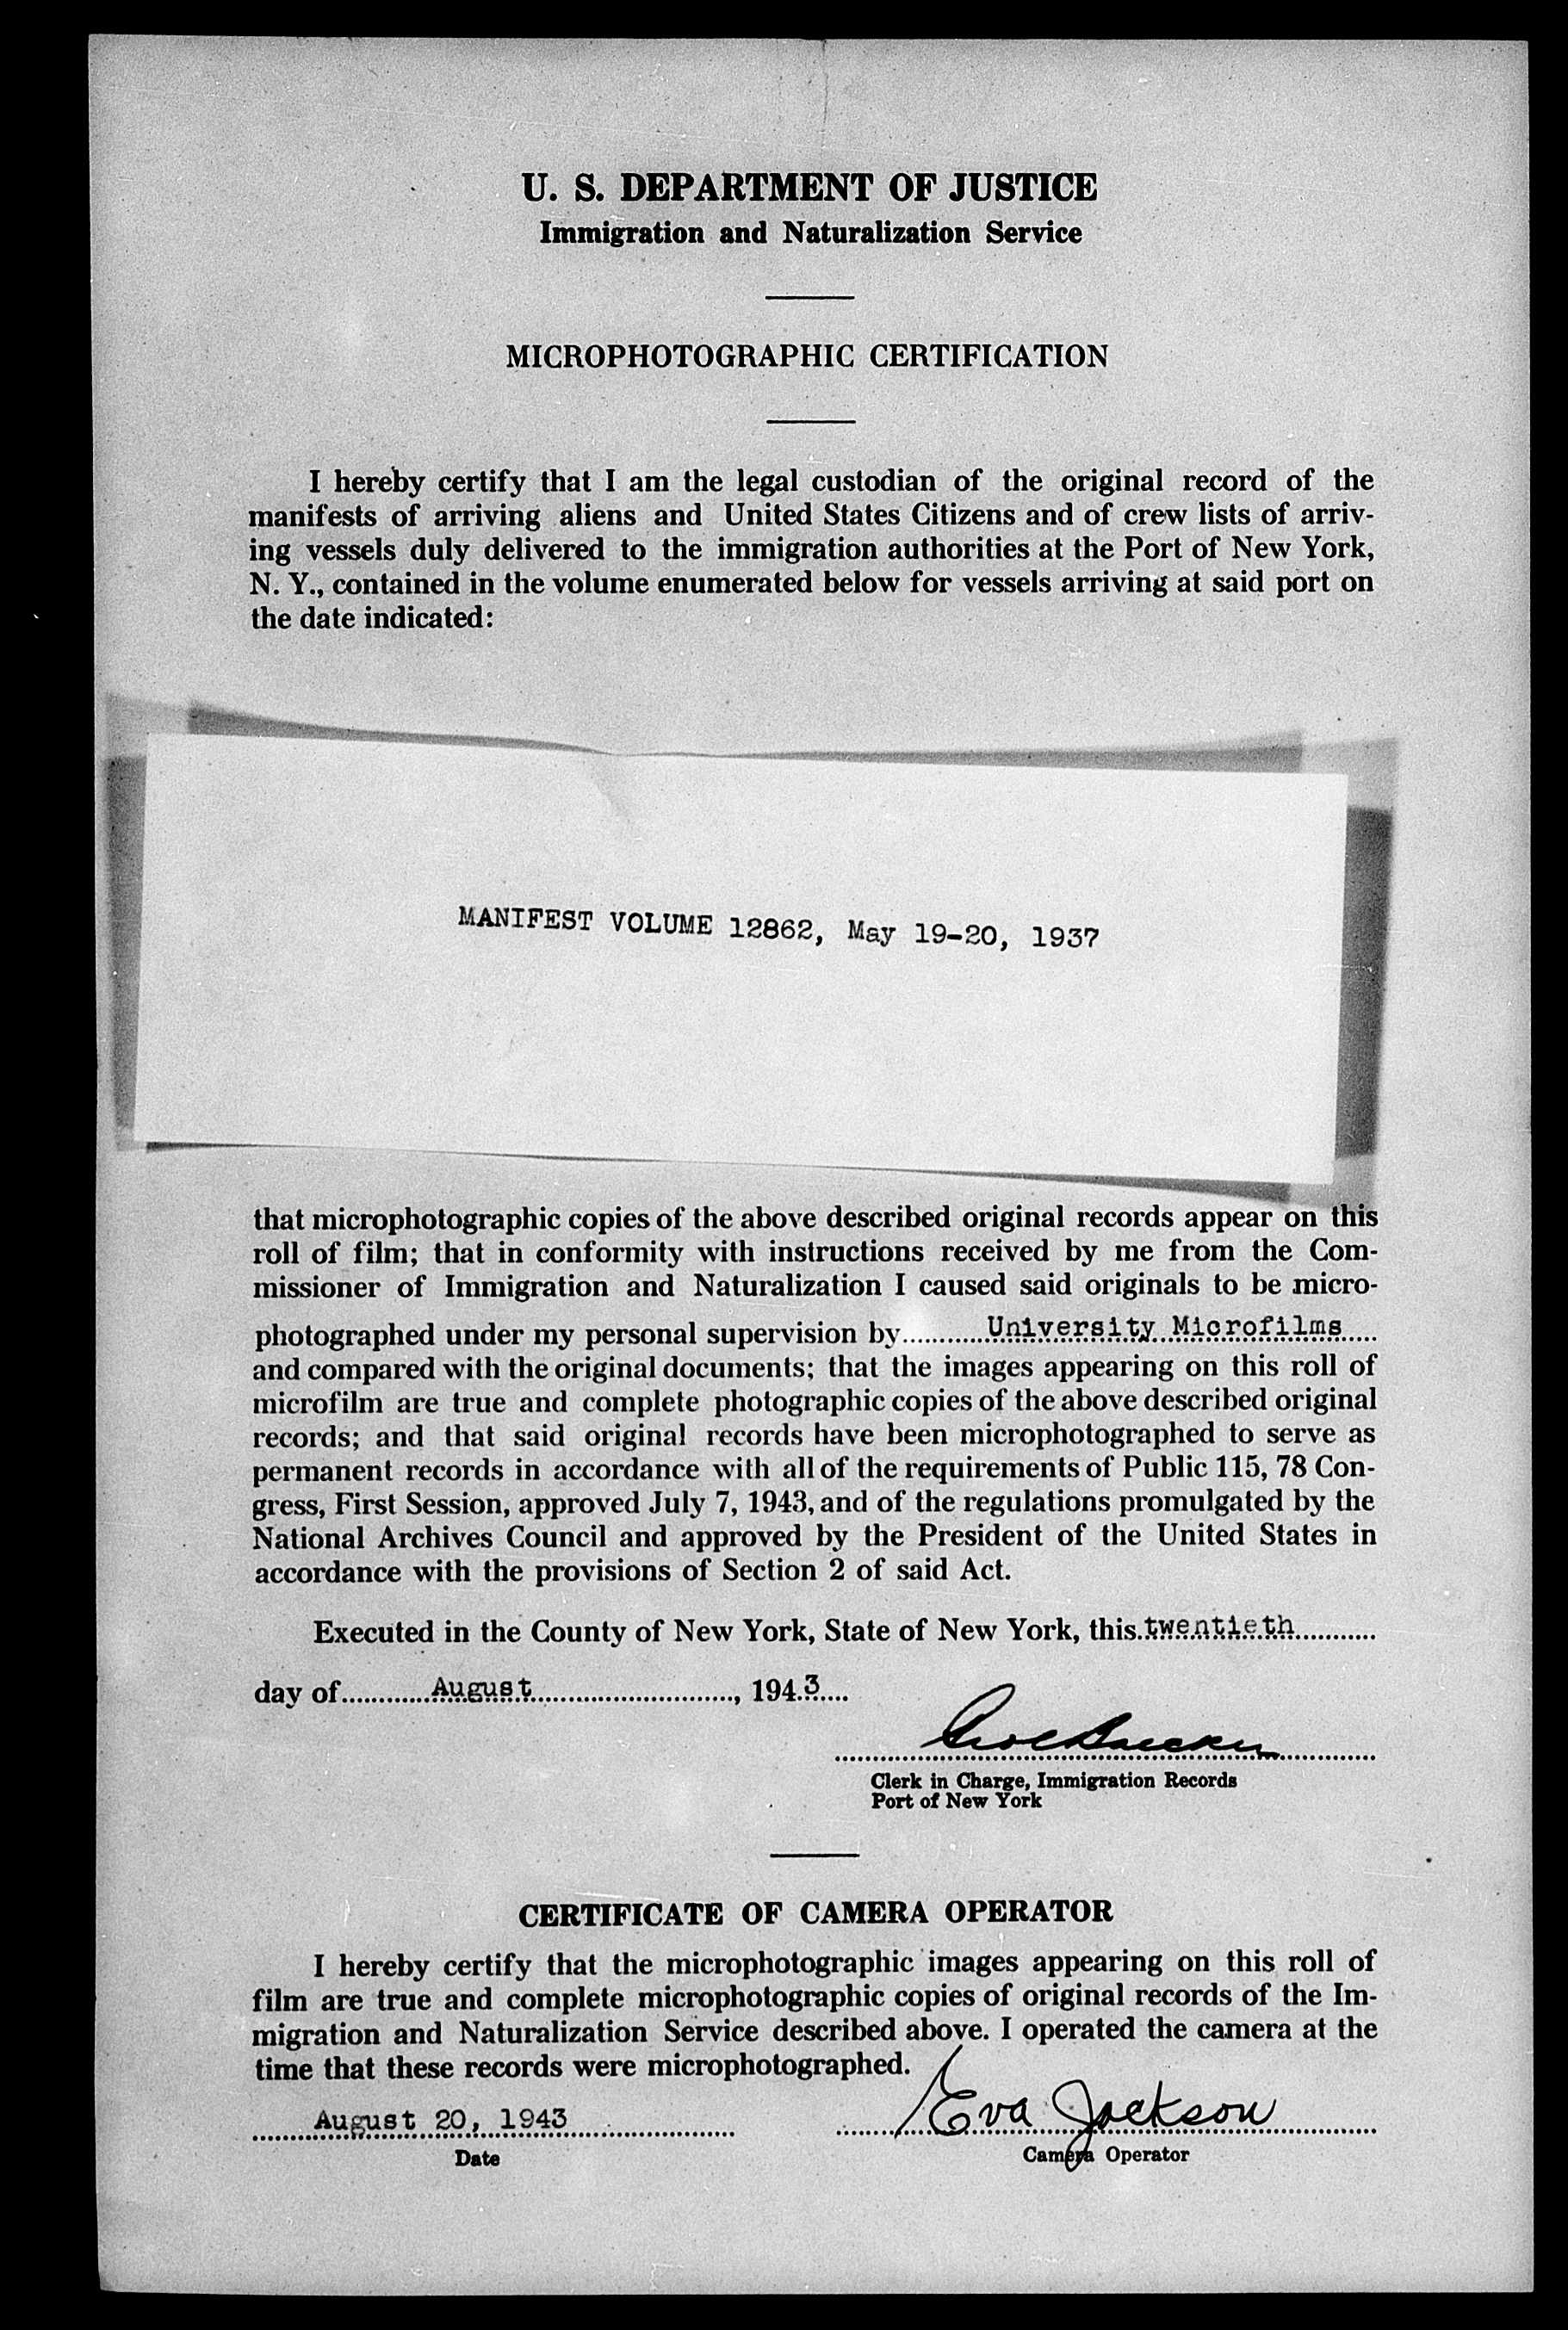 U. S. DEPARTMENT OF JUSTICE
Immigration and Naturalization Service
MICROPHOTOGRAPHIC CERTIFICATION
I hereby certify that I am the legal custodian of the original record of the
manifests of arriving aliens and United States Citizens and of crew lists of arriv-
ing vessels duly delivered to the immigration authorities at the Port of New York,
N. Y., contained in the volume enumerated below for vessels arriving at said port on
the date indicated:
MANIFEST VOLUME 12862, May 19-20, 1937
that microphotographic copies of the above described original records appear on this
roll of film; that in conformity with instructions received by me from the Com-
missioner of Immigration and Naturalization I caused said originals to be micro-
photographed under my personal supervision by University Microfilms
and compared with the original documents; that the images appearing on this roll of
microfilm are true and complete photographic copies of the above described original
records; and that said original records have been microphotographed to serve as
permanent records in accordance with all of the requirements of Public 115, 78 Con-
gress, First Session, approved July 7, 1943, and of the regulations promulgated by the
National Archives Council and approved by the President of the United States in
accordance with the provisions of Section 2 of said Act.
Executed in the County of New York, State of New York, this twentieth
day of August, 1943
Clerk in Charge, Immigration Records
Port of New York
CERTIFICATE OF CAMERA OPERATOR
I hereby certify that the microphotographic images appearing on this roll of
film are true and complete microphotographic copies of original records of the Im-
migration and Naturalization Service described above. I operated the camera at the
time that these records were microphotographed.
August 20, 1943 Eva Jackson
Date Camera Operator